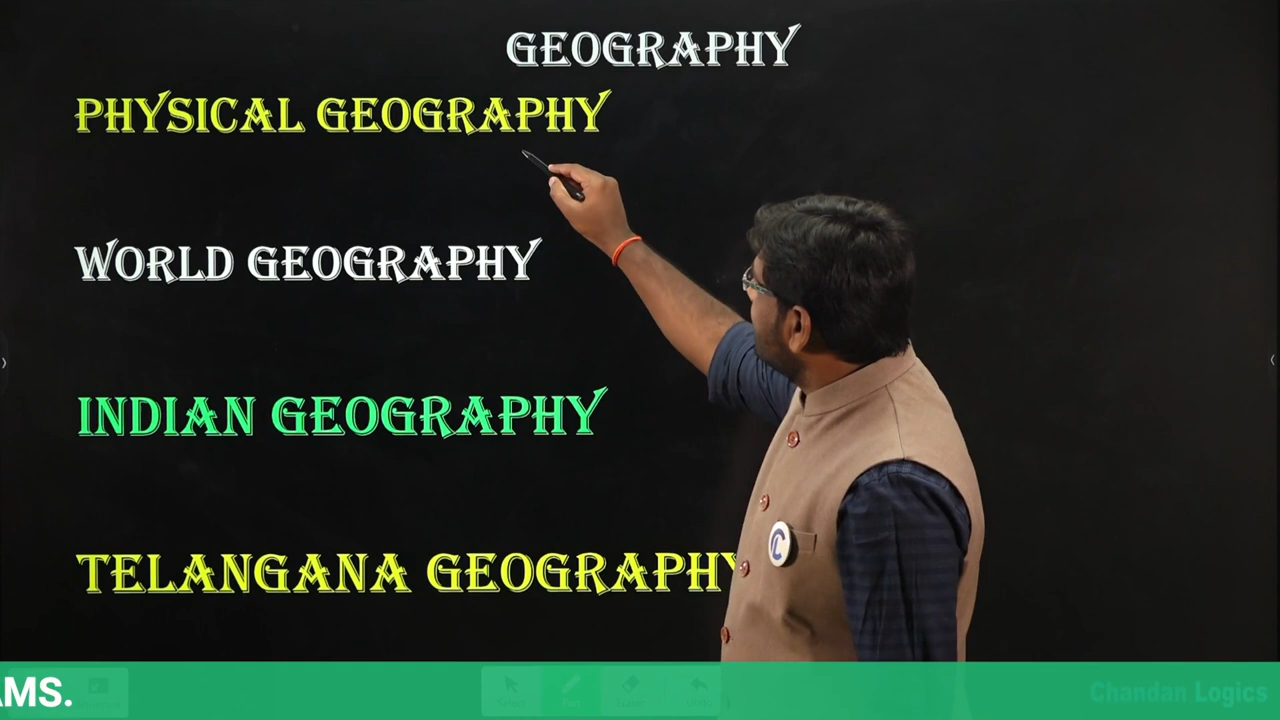 GEOGRAPHY
PHYSICAL GEOGRAPHY
WORLD GEOGRAPHY
INDIAN GEOGRAPHY
TELANGANA GEOGRAPHY
AMS.
Chandan Logics